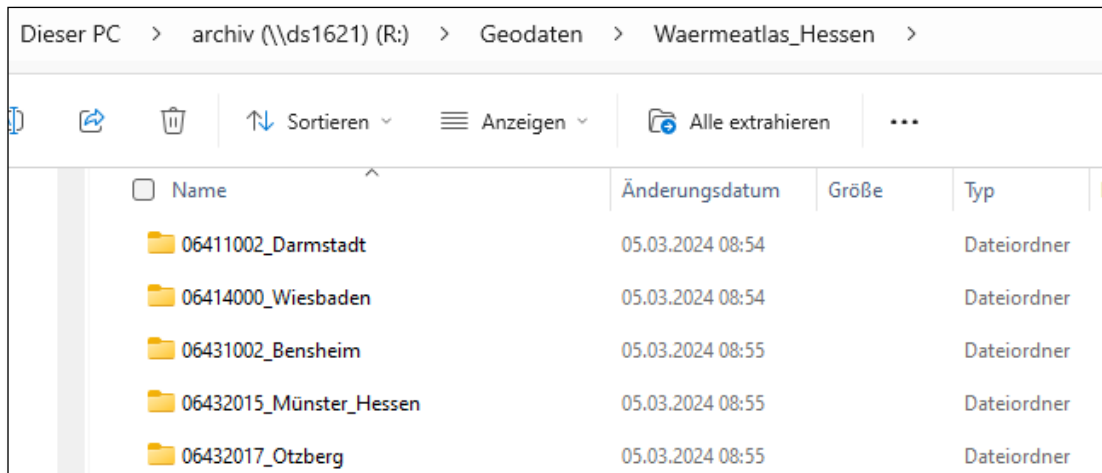 Dieser PC > archiv (\\ds1621) (R:) > Geodaten > Waermeatlas_Hessen >
Sortieren Anzeigen Alle extrahieren ...
Name Änderungsdatum Größe Typ
06411002_Darmstadt 05.03.2024 08:54 Dateiordner
06414000_Wiesbaden 05.03.2024 08:54 Dateiordner
06431002_Bensheim 05.03.2024 08:55 Dateiordner
06432015_Münster_Hessen 05.03.2024 08:55 Dateiordner
06432017_Otzberg 05.03.2024 08:55 Dateiordner